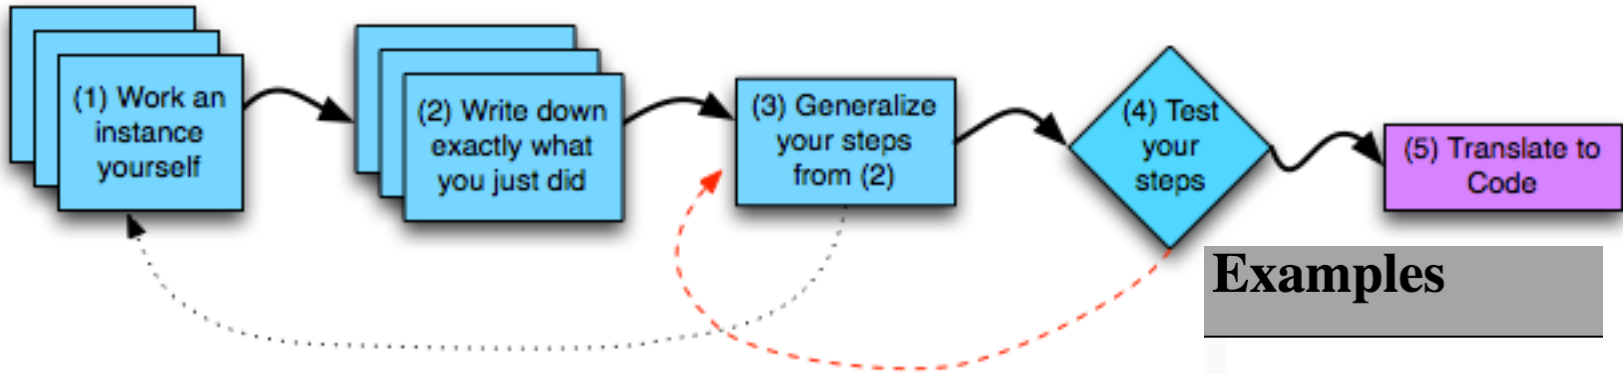 (1) Work an
instance
yourself
(2) Write down
exactly what
you just did
(3) Generalize
your steps
from (2)
(4) Test
your
steps
(5) Translate to
Code
Examples